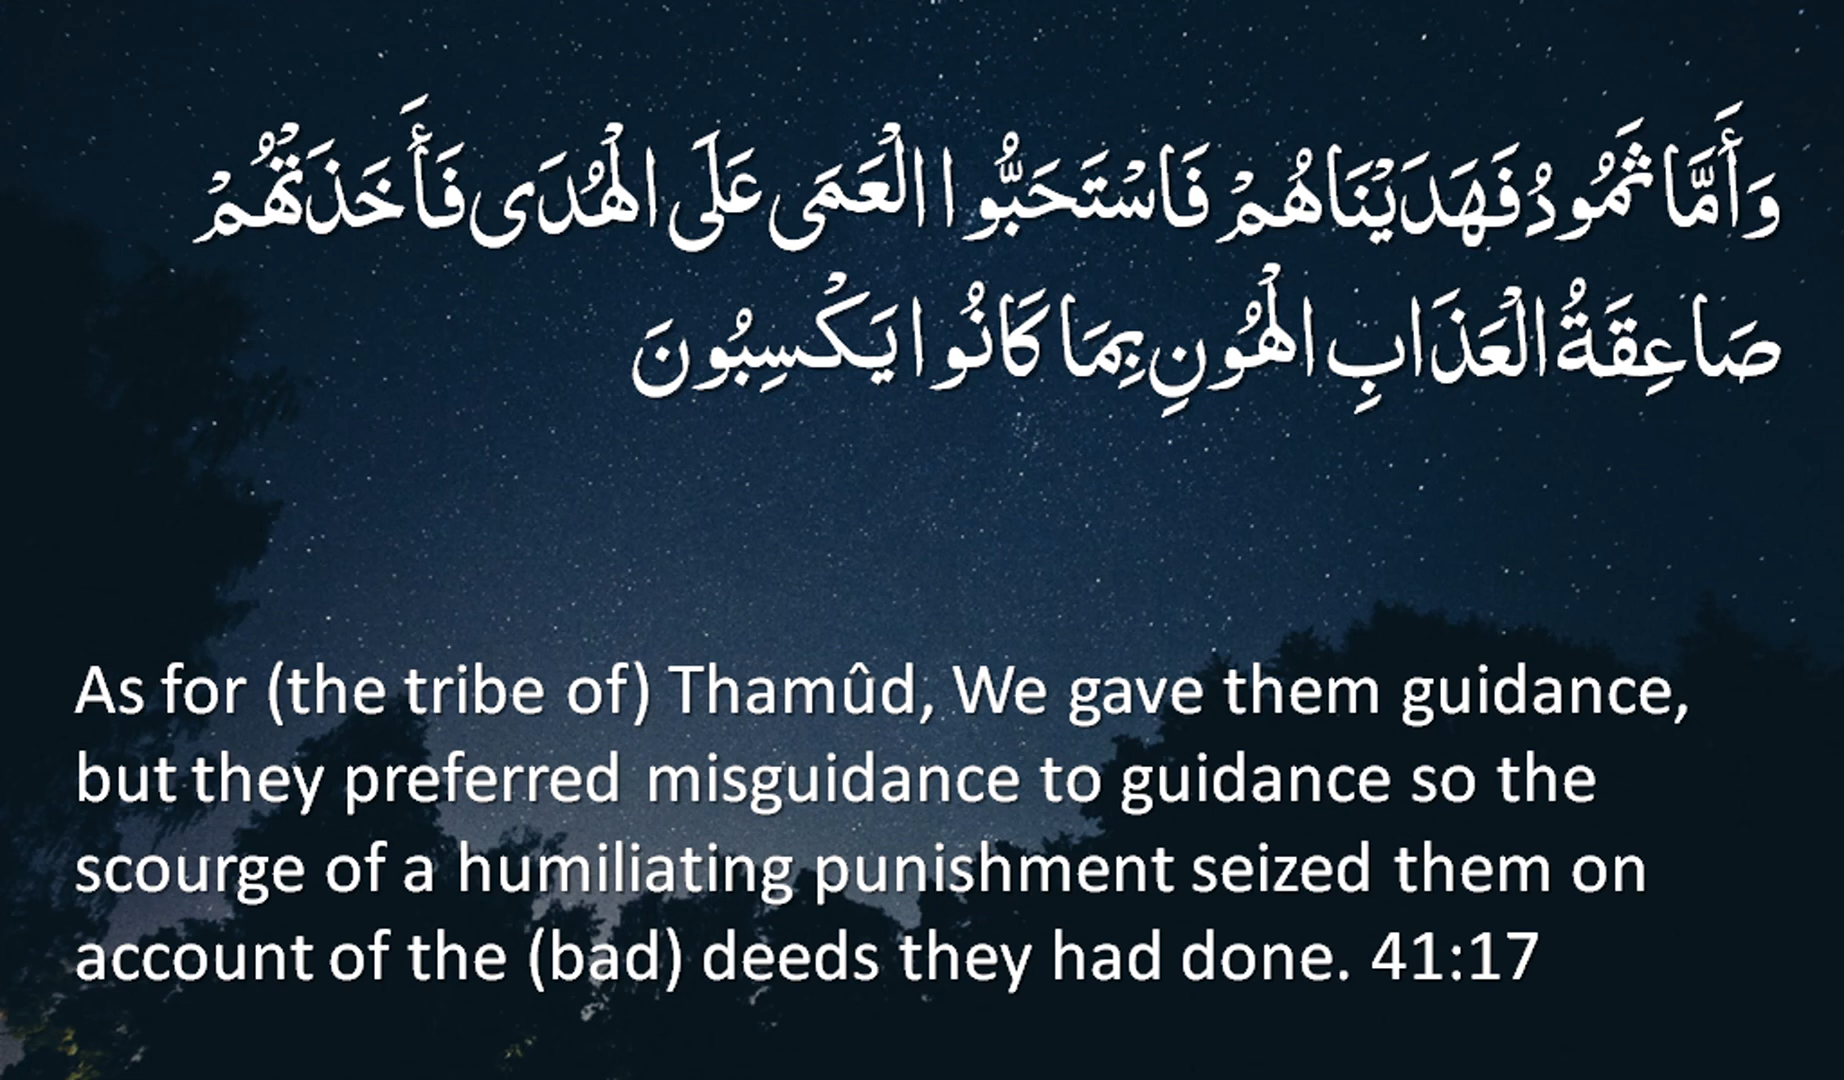 وَأَمَّا ثَمُودُ فَهَدَيْنَاهُمْ فَاسْتَحَبُّوا الْعَمَى عَلَى الْهُدَى فَأَخَذَتْهُمْ
صَاعِقَةُ الْعَذَابِ الْهُونِ بِمَا كَانُوا يَكْسِبُونَ
As for (the tribe of) Thamûd, We gave them guidance,
but they preferred misguidance to guidance so the
scourge of a humiliating punishment seized them on
account of the (bad) deeds they had done. 41:17